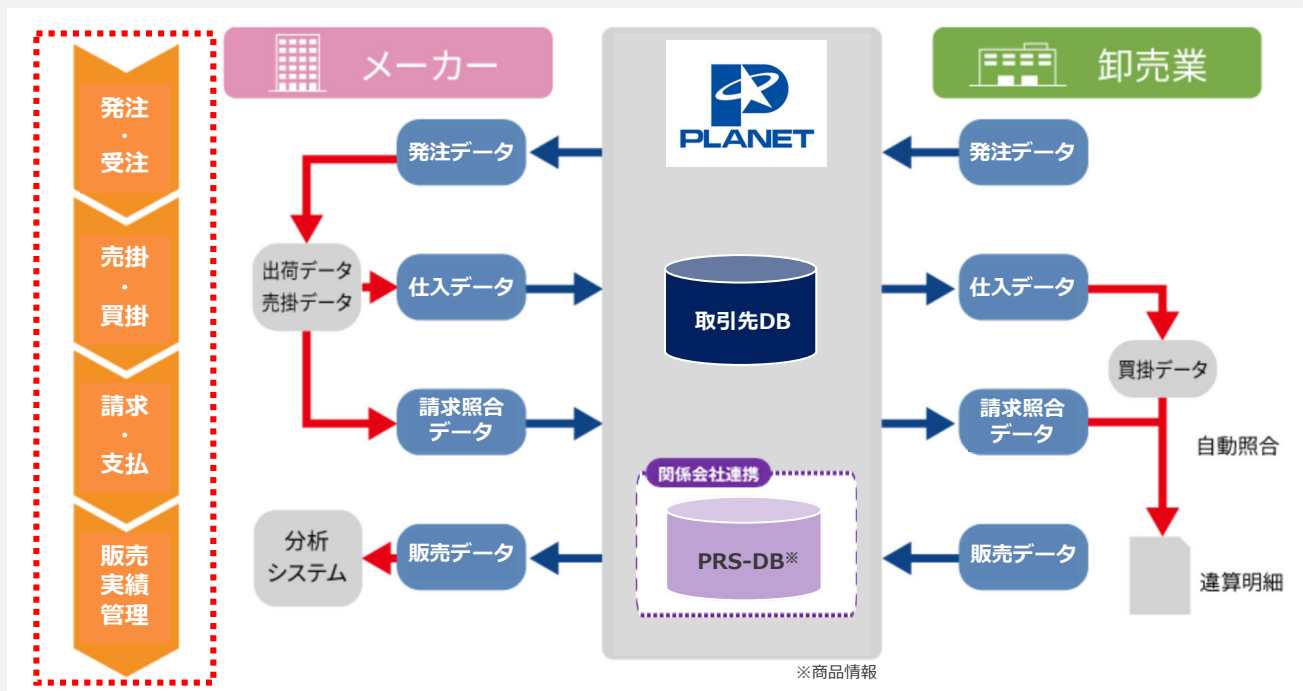 メーカー
PLANET
卸売業
発注
・
受注
売掛
・
買掛
請求
・
支払
販売
実績
管理
発注データ
発注データ
出荷データ
売掛データ
仕入データ
取引先DB
仕入データ
買掛データ
請求照合
データ
請求照合
データ
自動照合
関係会社連携
分析
システム
販売データ
PRS-DB※
販売データ
違算明細
※商品情報